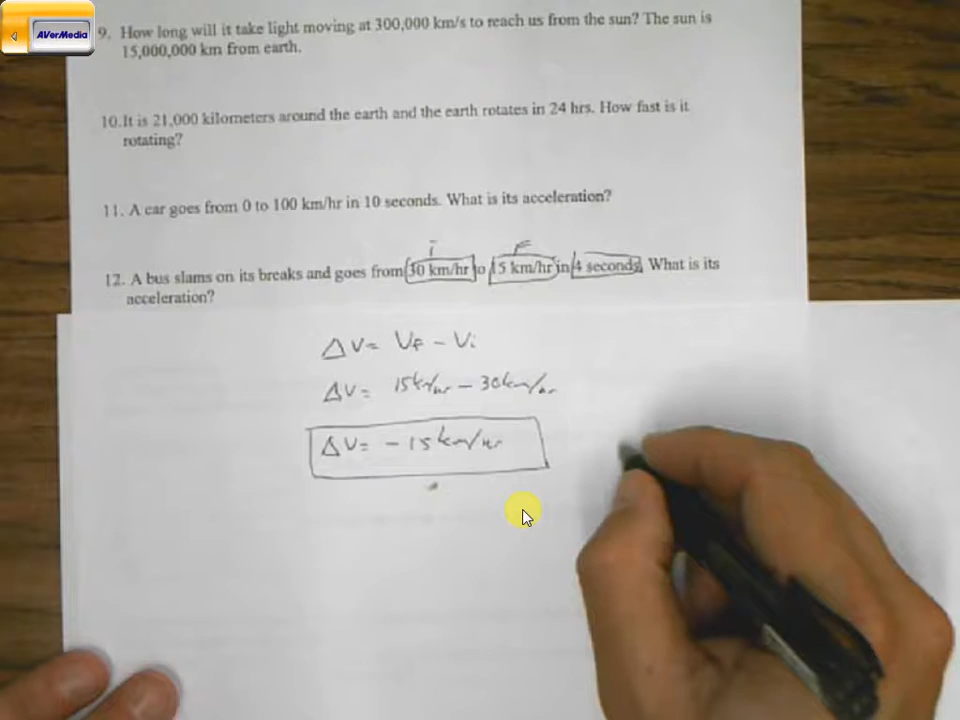 AVerMedia
9. How long will it take light moving at 300,000 km/s to reach us from the sun? The sun is
15,000,000 km from earth.
10.It is 21,000 kilometers around the earth and the earth rotates in 24 hrs. How fast is it
rotating?
11. A car goes from 0 to 100 km/hr in 10 seconds. What is its acceleration?
i F
12. A bus slams on its breaks and goes from 30 km/hr to 15 km/hr in 4 seconds. What is its
acceleration?
ΔV= VF - Vi
ΔV= 15km/hr - 30km/hr
ΔV= -15km/hr